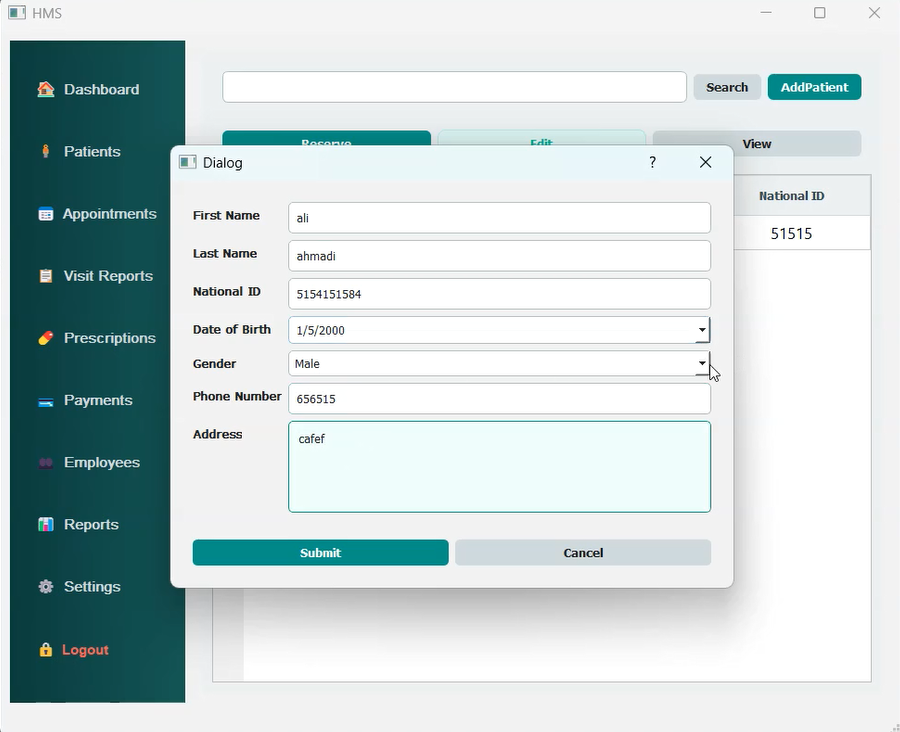 HMS
Dashboard
Patients
Appointments
Visit Reports
Prescriptions
Payments
Employees
Reports
Settings
Logout
Search
AddPatient
Reserve
Edit
View
National ID
51515
Dialog
?
First Name
ali
Last Name
ahmadi
National ID
5154151584
Date of Birth
1/5/2000
Gender
Male
Phone Number
656515
Address
cafef
Submit
Cancel